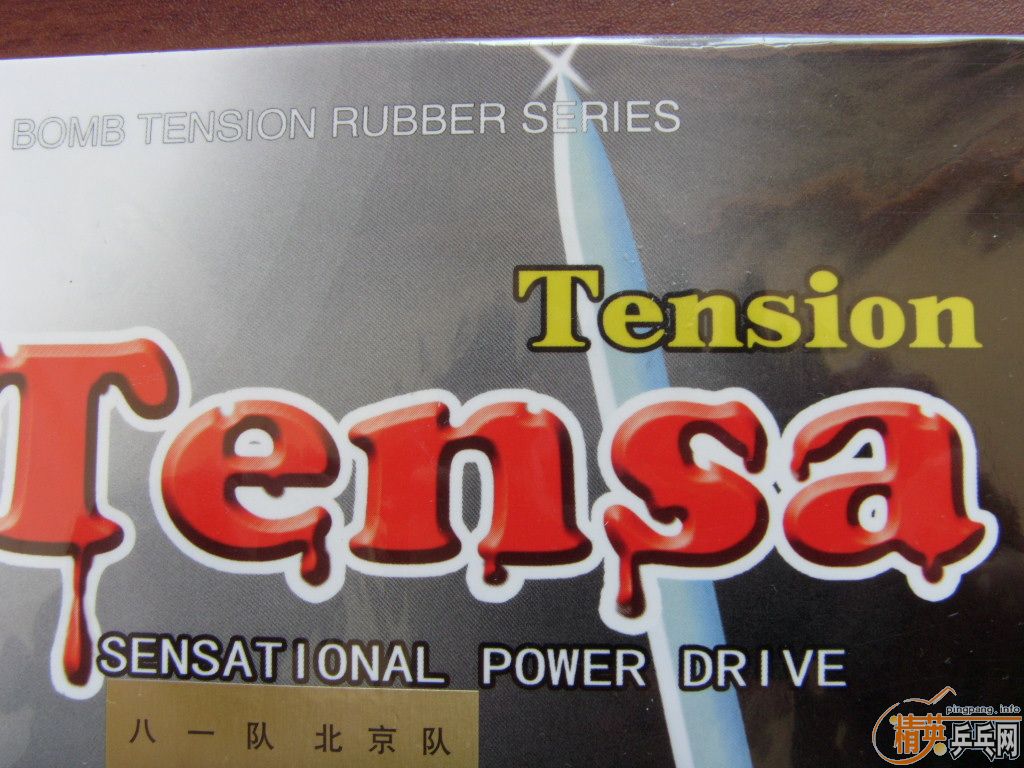 BOMB TENSION RUBBER SERIES
Tension
Tensa
SENSATIONAL POWER DRIVE
八一队 北京队
pingpang.info
精英乒乓网